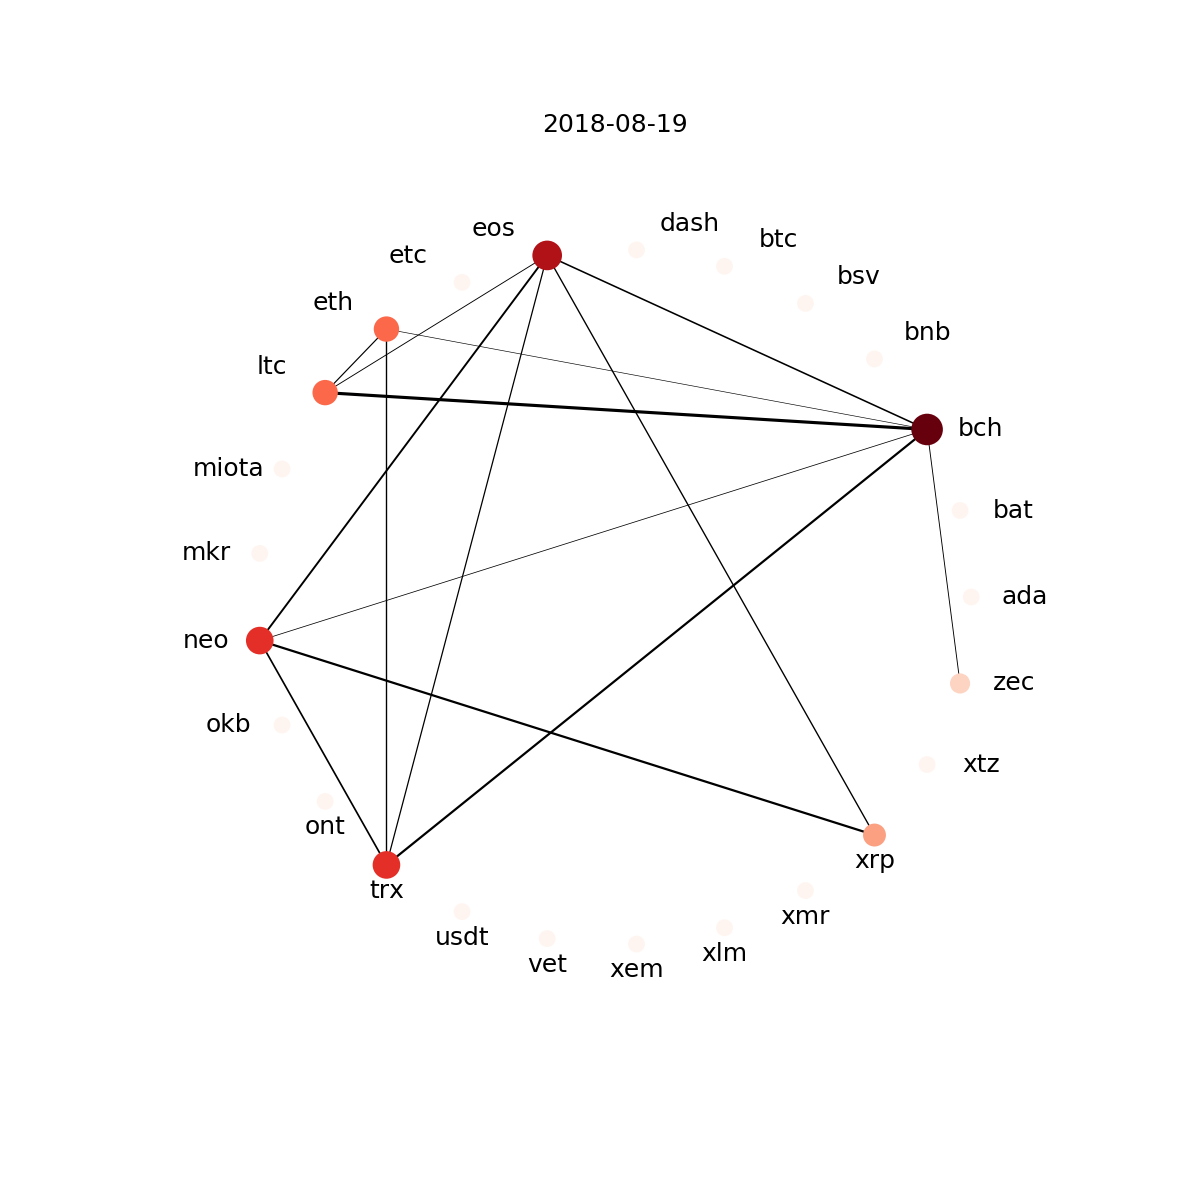 2018-08-19
dash
eos
btc
etc
bsv
eth
bnb
ltc
bch
miota
bat
mkr
ada
neo
zec
okb
xtz
ont
xrp
trx
xmr
usdt
xlm
vet
xem